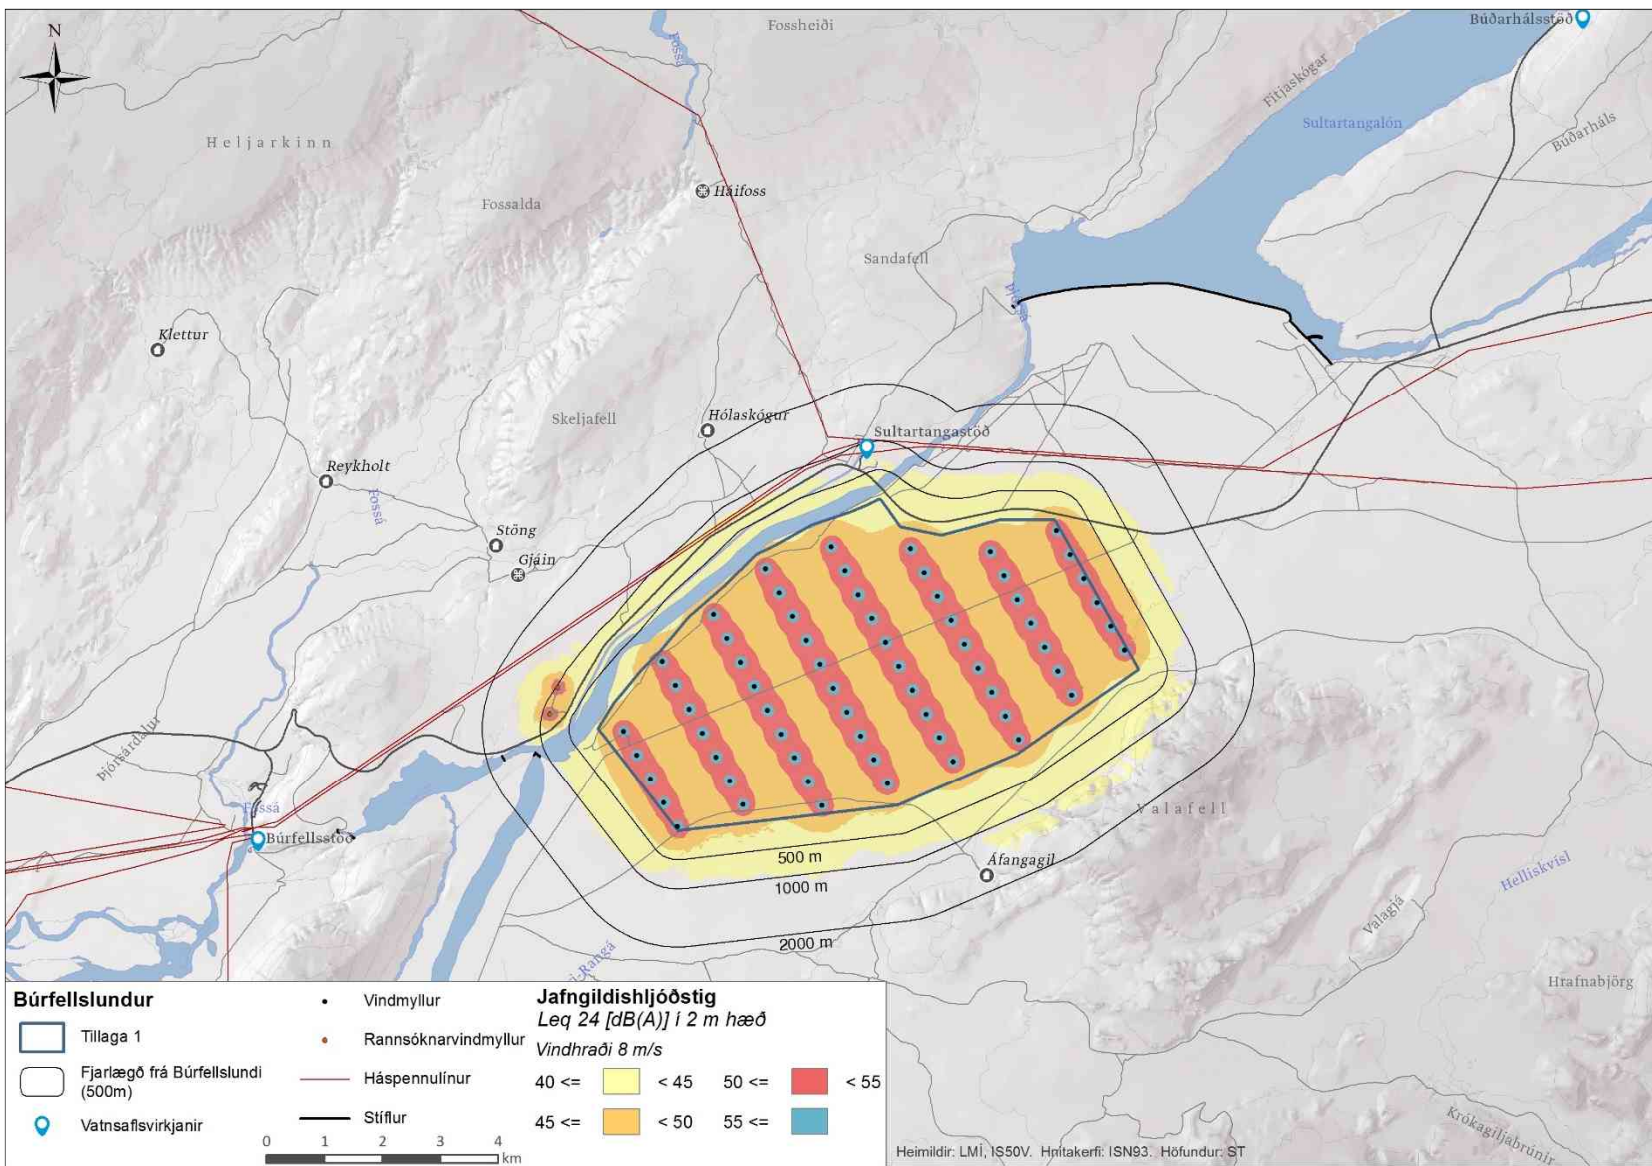 N
Fossá
Fossheiði
Búðarhálsstöð
Fitjaskógar
Sultartangalón
Búðarháls
Heljarkinn
Háifoss
Fossalda
Sandafell
Þjórsá
Klettur
Skeljafell
Hólaskógur
Sultartangastöð
Reykholt
Fossá
Stöng
Gjáin
Þjórsárdalur
Fossá
Búrfellsstöð
Valafell
500 m
1000 m
Áfangagil
2000 m
Helliskvísl
Valagjá
i-Rangá
Hrafnabjörg
Krókagiljabrúnir
Búrfellslundur
Tillaga 1
Fjarlægð frá Búrfellslundi
(500m)
Vatnsaflsvirkjanir
Vindmyllur
Rannsóknarvindmyllur
Háspennulínur
Stíflur
0 1 2 3 4
km
Jafngildishljóðstig
Leq 24 [dB(A)] í 2 m hæð
Vindhraði 8 m/s
40 <= < 45 50 <= < 55
45 <= < 50 55 <=
Heimildir: LMÍ, IS50V. Hnitakerfi: ISN93. Höfundur: ST